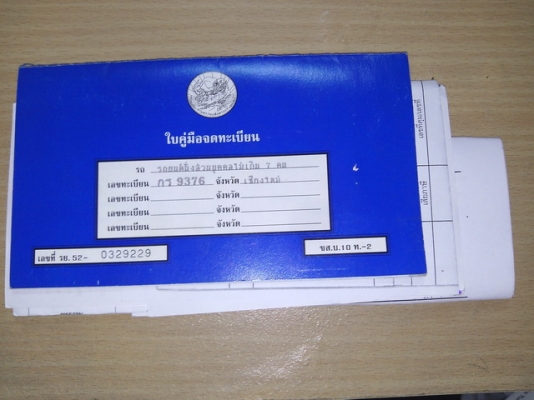 ใบคู่มือจดทะเบียน
รถ รถยนต์นั่งส่วนบุคคลไม่เกิน 7 คน
เลขทะเบียน กว 9376 จังหวัด เชียงใหม่
เลขทะเบียน จังหวัด
เลขทะเบียน จังหวัด
เลขทะเบียน จังหวัด
เลขที่ รย.52- 0329229
ขส.บ.10 ท.-2